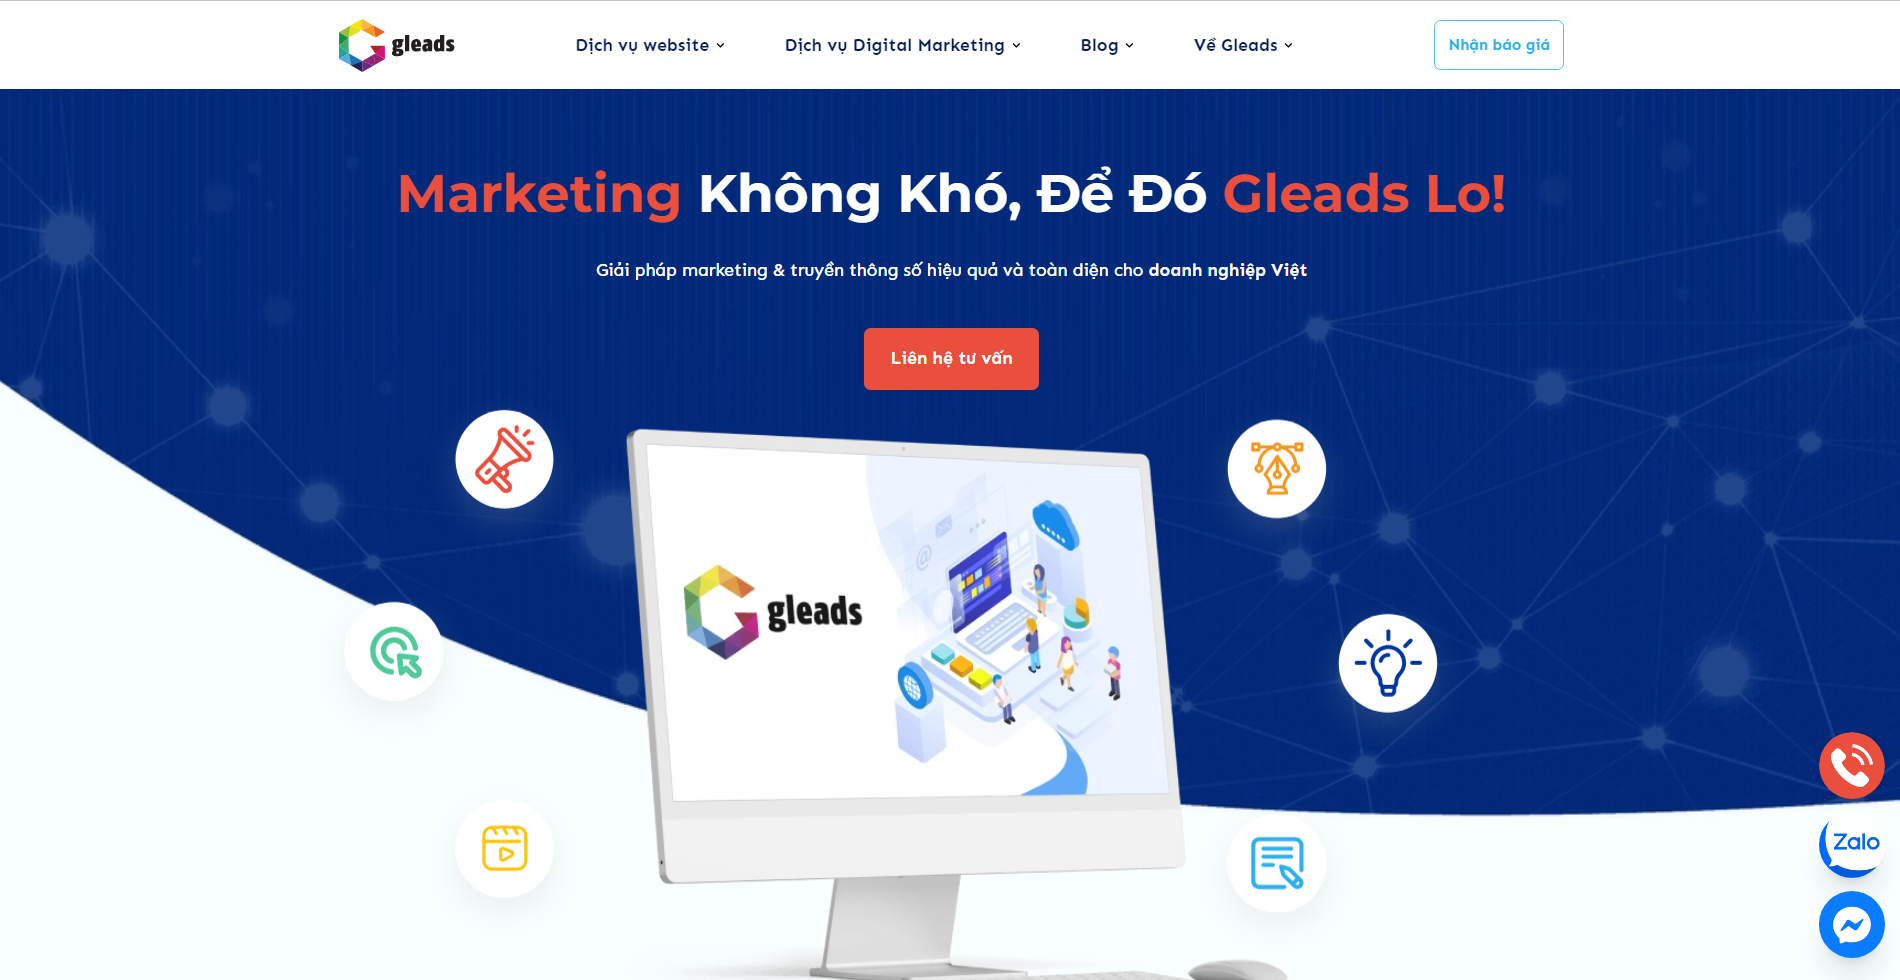 gleads
Dịch vụ website
Dịch vụ Digital Marketing
Blog
Về Gleads
Nhận báo giá
Marketing Không Khó, Để Đó Gleads Lo!
Giải pháp marketing & truyền thông số hiệu quả và toàn diện cho doanh nghiệp Việt
Liên hệ tư vấn
gleads
Zalo